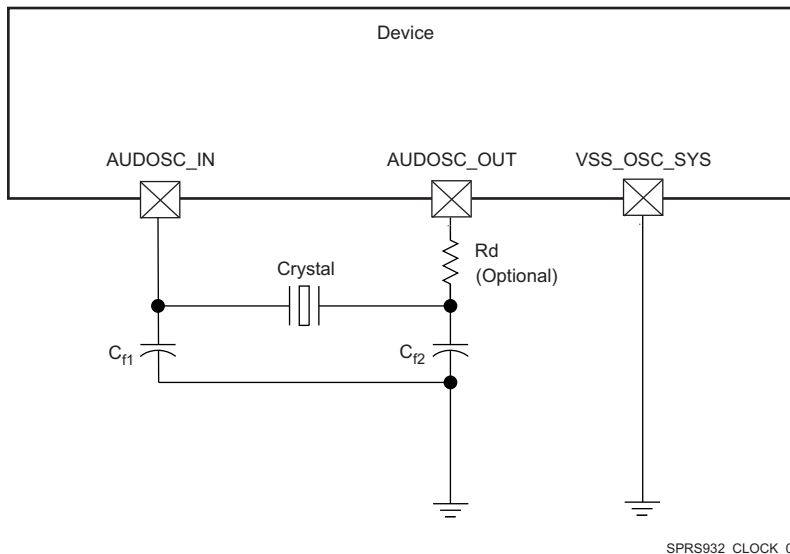 Device
AUDOSC_IN
AUDOSC_OUT
VSS_OSC_SYS
Rd
(Optional)
Crystal
Cf1
Cf2
SPRS932_CLOCK_0